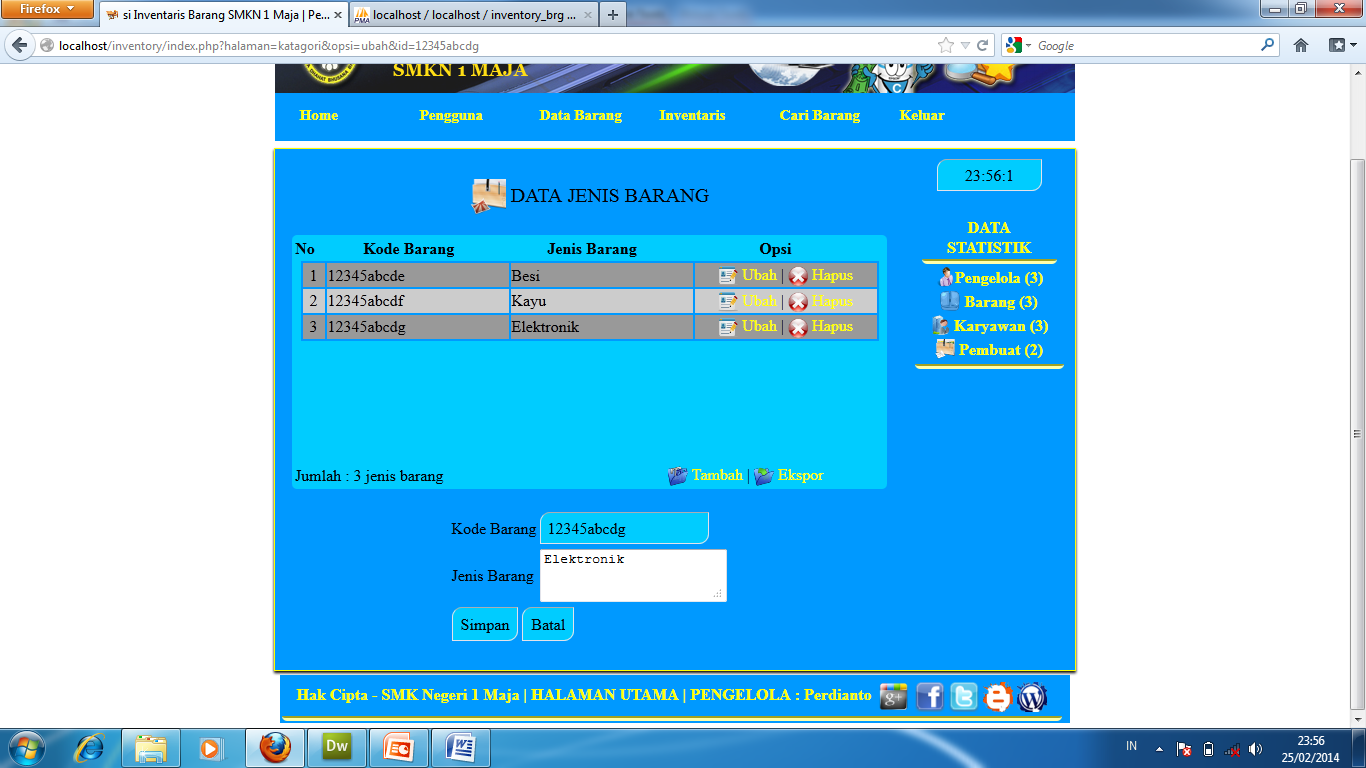 Firefox
si Inventaris Barang SMKN 1 Maja | Pe...
localhost / localhost / inventory_brg ...
localhost/inventory/index.php?halaman=katagori&opsi=ubah&id=12345abcdg
Google
SMKN 1 MAJA
Home Pengguna Data Barang Inventaris Cari Barang Keluar
23:56:1
DATA JENIS BARANG
No Kode Barang Jenis Barang Opsi
1 12345abcde Besi Ubah | Hapus
2 12345abcdf Kayu Ubah | Hapus
3 12345abcdg Elektronik Ubah | Hapus
Jumlah : 3 jenis barang Tambah | Ekspor
DATA
STATISTIK
Pengelola (3)
Barang (3)
Karyawan (3)
Pembuat (2)
Kode Barang 12345abcdg
Jenis Barang Elektronik
Simpan Batal
Hak Cipta - SMK Negeri 1 Maja | HALAMAN UTAMA | PENGELOLA : Perdianto
Dw
IN
23:56
25/02/2014